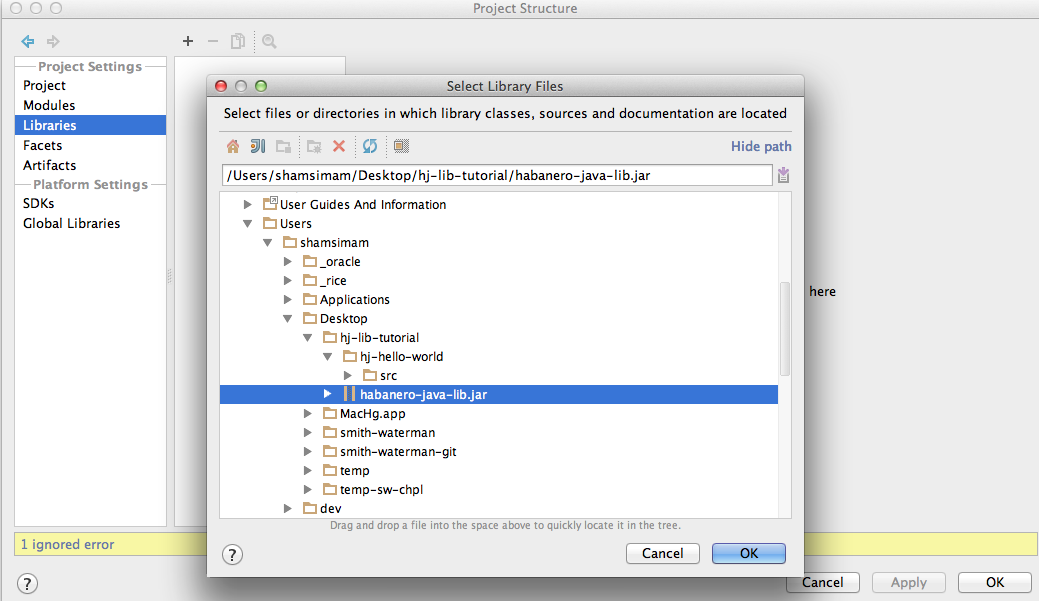 Project Structure
Project Settings
Project
Modules
Libraries
Facets
Artifacts
Platform Settings
SDKs
Global Libraries
Select Library Files
Select files or directories in which library classes, sources and documentation are located
Hide path
/Users/shamsimam/Desktop/hj-lib-tutorial/habanero-java-lib.jar
User Guides And Information
Users
shamsimam
_oracle
_rice
Applications
Desktop
hj-lib-tutorial
hj-hello-world
src
habanero-java-lib.jar
MacHg.app
smith-waterman
smith-waterman-git
temp
temp-sw-chpl
dev
Drag and drop a file into the space above to quickly locate it in the tree.
? Cancel OK
here
1 ignored error
? Cancel Apply OK